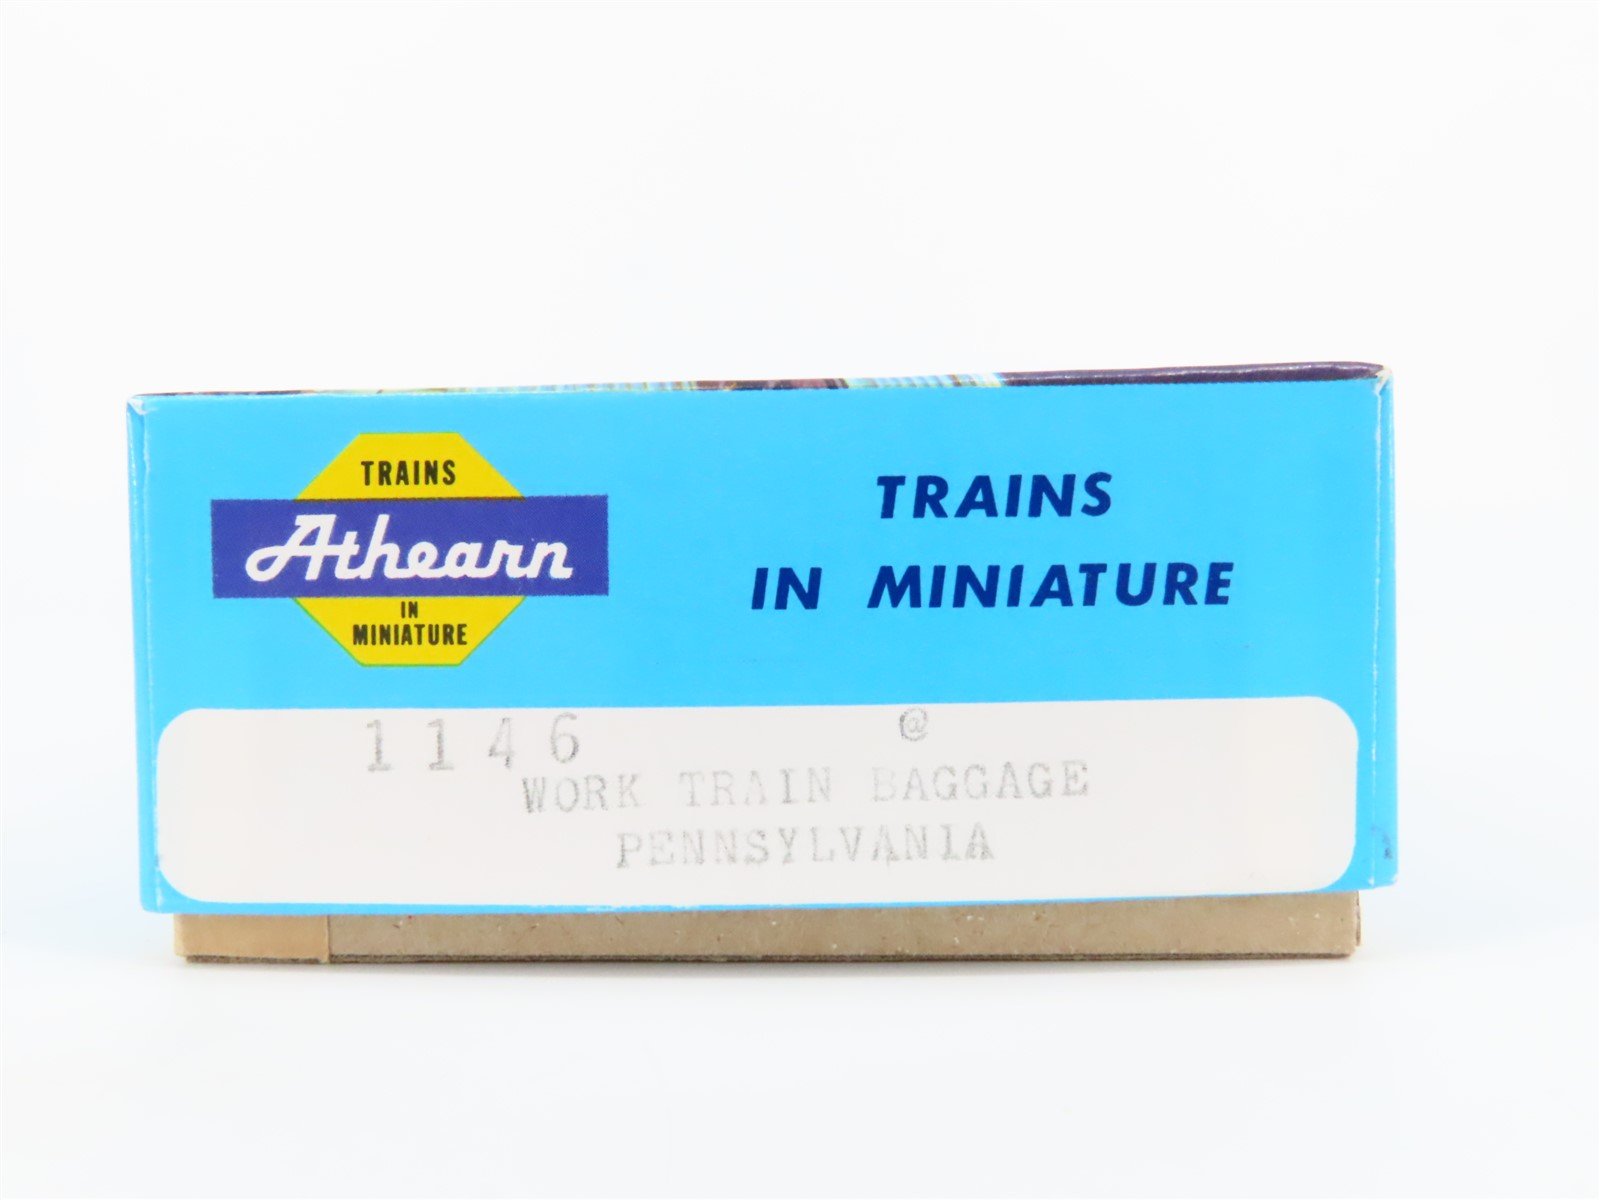 TRAINS
Athearn
IN
MINIATURE
TRAINS
IN MINIATURE
1146 @
WORK TRAIN BAGGAGE
PENNSYLVANIA